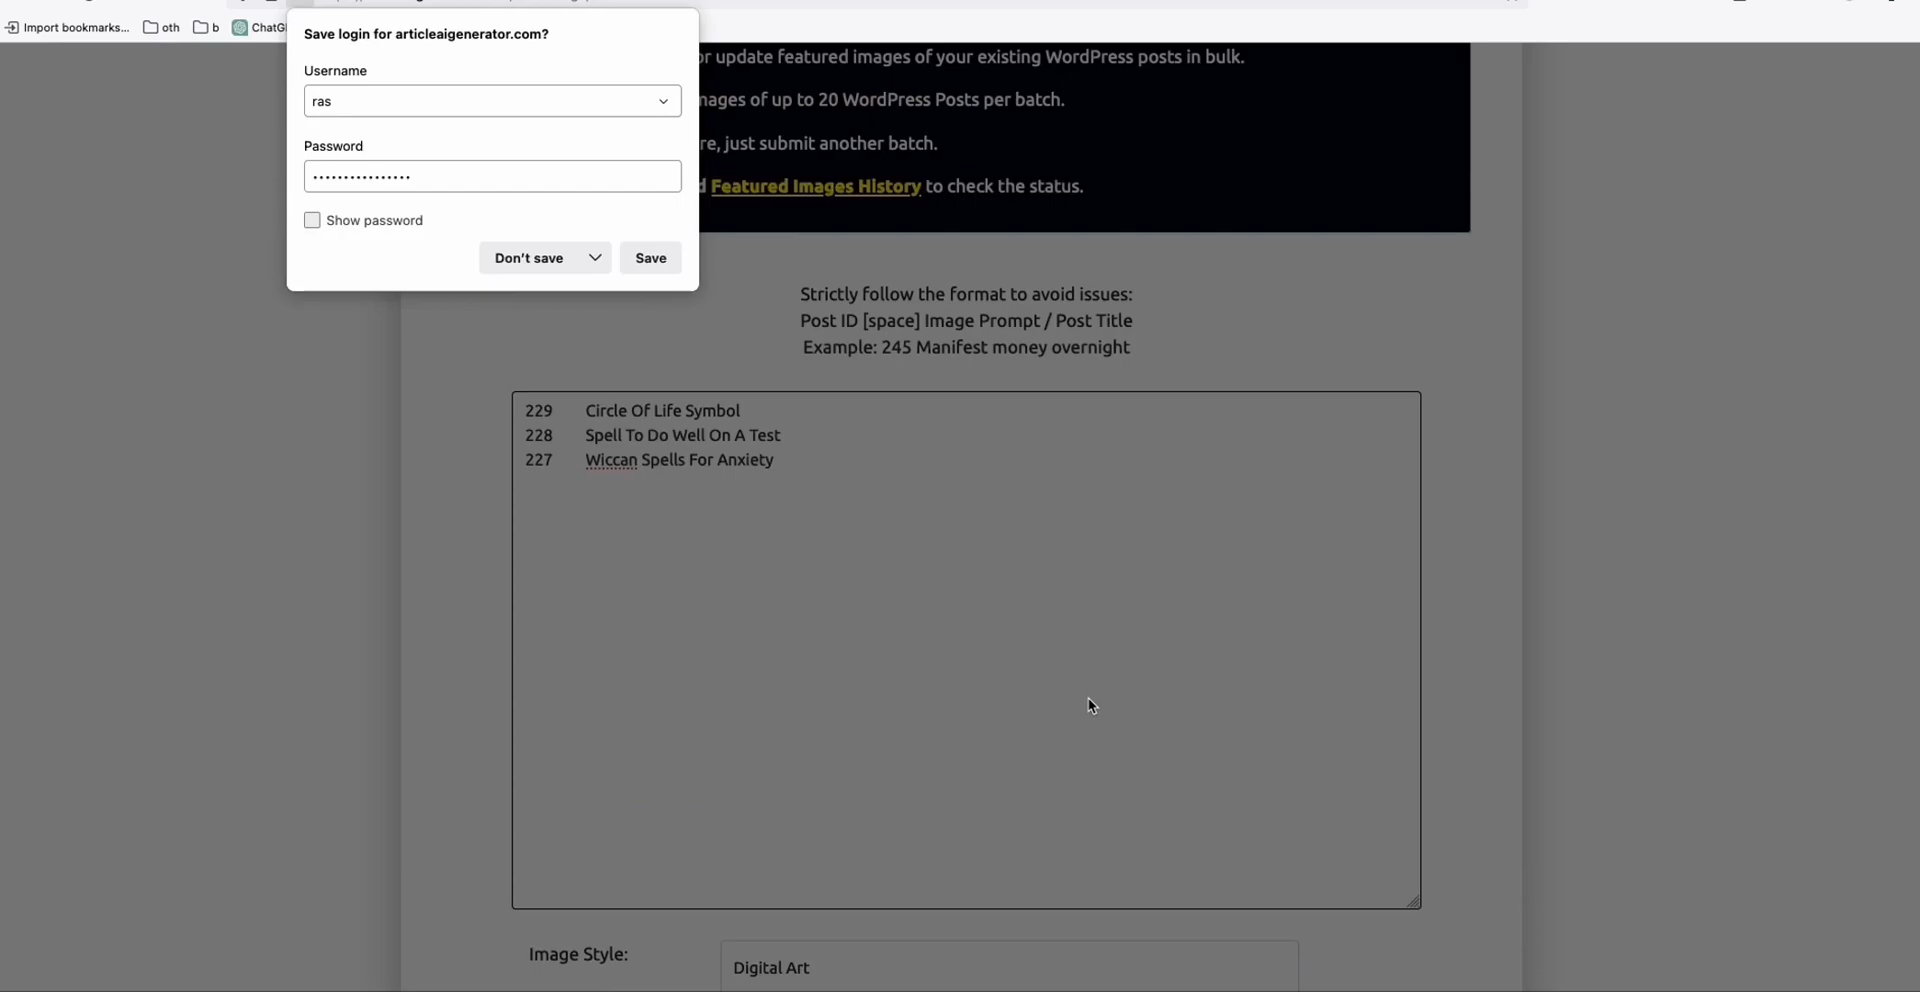 Import bookmarks...
oth
b
Save login for articleaigenerator.com?
Username
ras
Password
••••••••••••••••
Show password
Don't save
Save
update featured images of your existing WordPress posts in bulk.
of up to 20 WordPress Posts per batch.
just submit another batch.
Featured Images History to check the status.
Strictly follow the format to avoid issues:
Post ID [space] Image Prompt / Post Title
Example: 245 Manifest money overnight
229 Circle Of Life Symbol
228 Spell To Do Well On A Test
227 Wiccan Spells For Anxiety
Image Style:
Digital Art